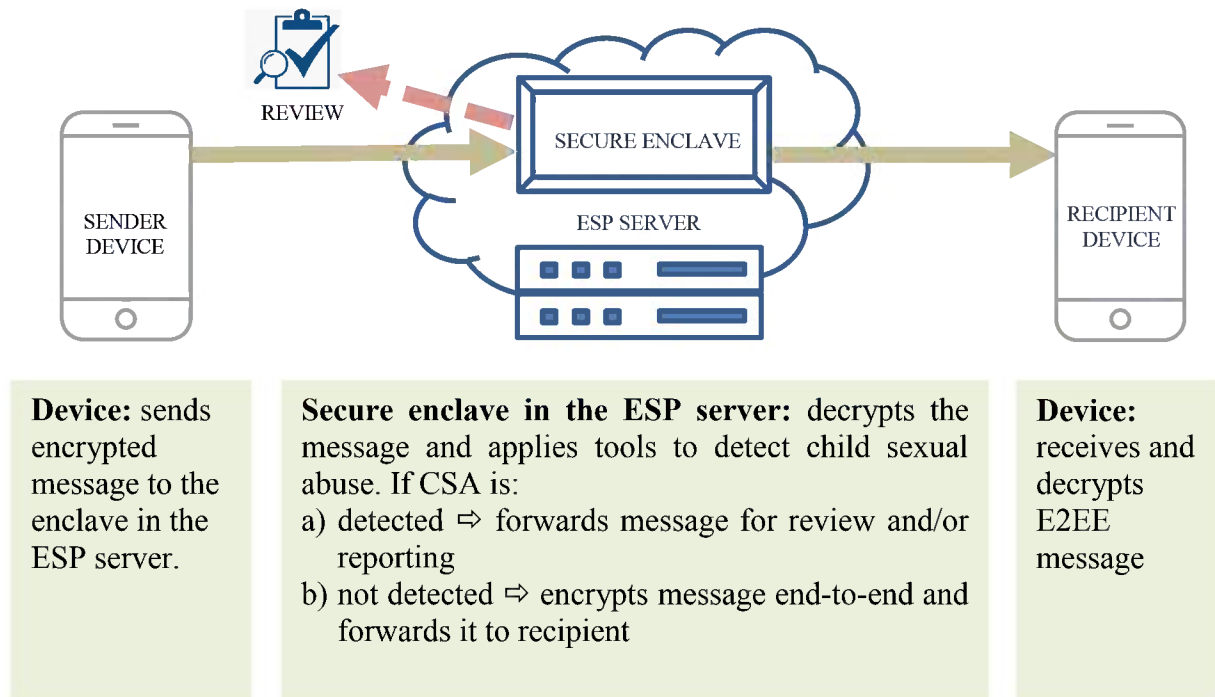 REVIEW
SENDER
DEVICE
SECURE ENCLAVE
ESP SERVER
RECIPIENT
DEVICE
Device: sends
encrypted
message to the
enclave in the
ESP server.
Secure enclave in the ESP server: decrypts the
message and applies tools to detect child sexual
abuse. If CSA is:
a) detected ⇨ forwards message for review and/or
reporting
b) not detected ⇨ encrypts message end-to-end and
forwards it to recipient
Device:
receives and
decrypts
E2EE
message